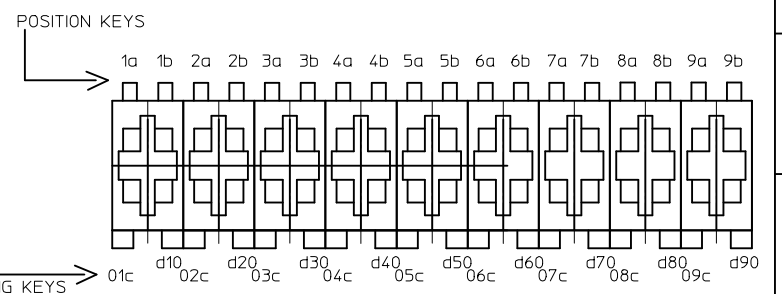 POSITION KEYS
1a 1b 2a 2b 3a 3b 4a 4b 5a 5b 6a 6b 7a 7b 8a 8b 9a 9b
d10 d20 d30 d40 d50 d60 d70 d80 d90
01c 02c 03c 04c 05c 06c 07c 08c 09c
KEYS